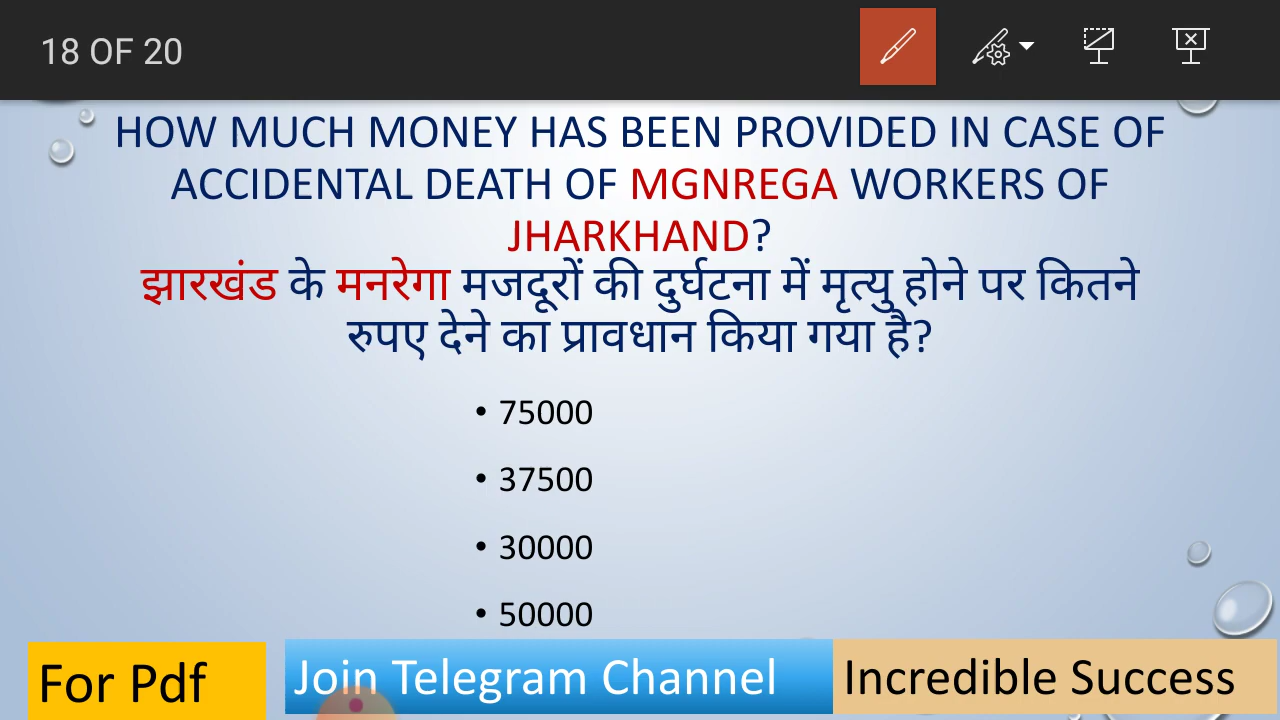 18 OF 20
HOW MUCH MONEY HAS BEEN PROVIDED IN CASE OF
ACCIDENTAL DEATH OF MGNREGA WORKERS OF
JHARKHAND?
झारखंड के मनरेगा मजदूरों की दुर्घटना में मृत्यु होने पर कितने
रुपए देने का प्रावधान किया गया है?
• 75000
• 37500
• 30000
• 50000
For Pdf
Join Telegram Channel
Incredible Success